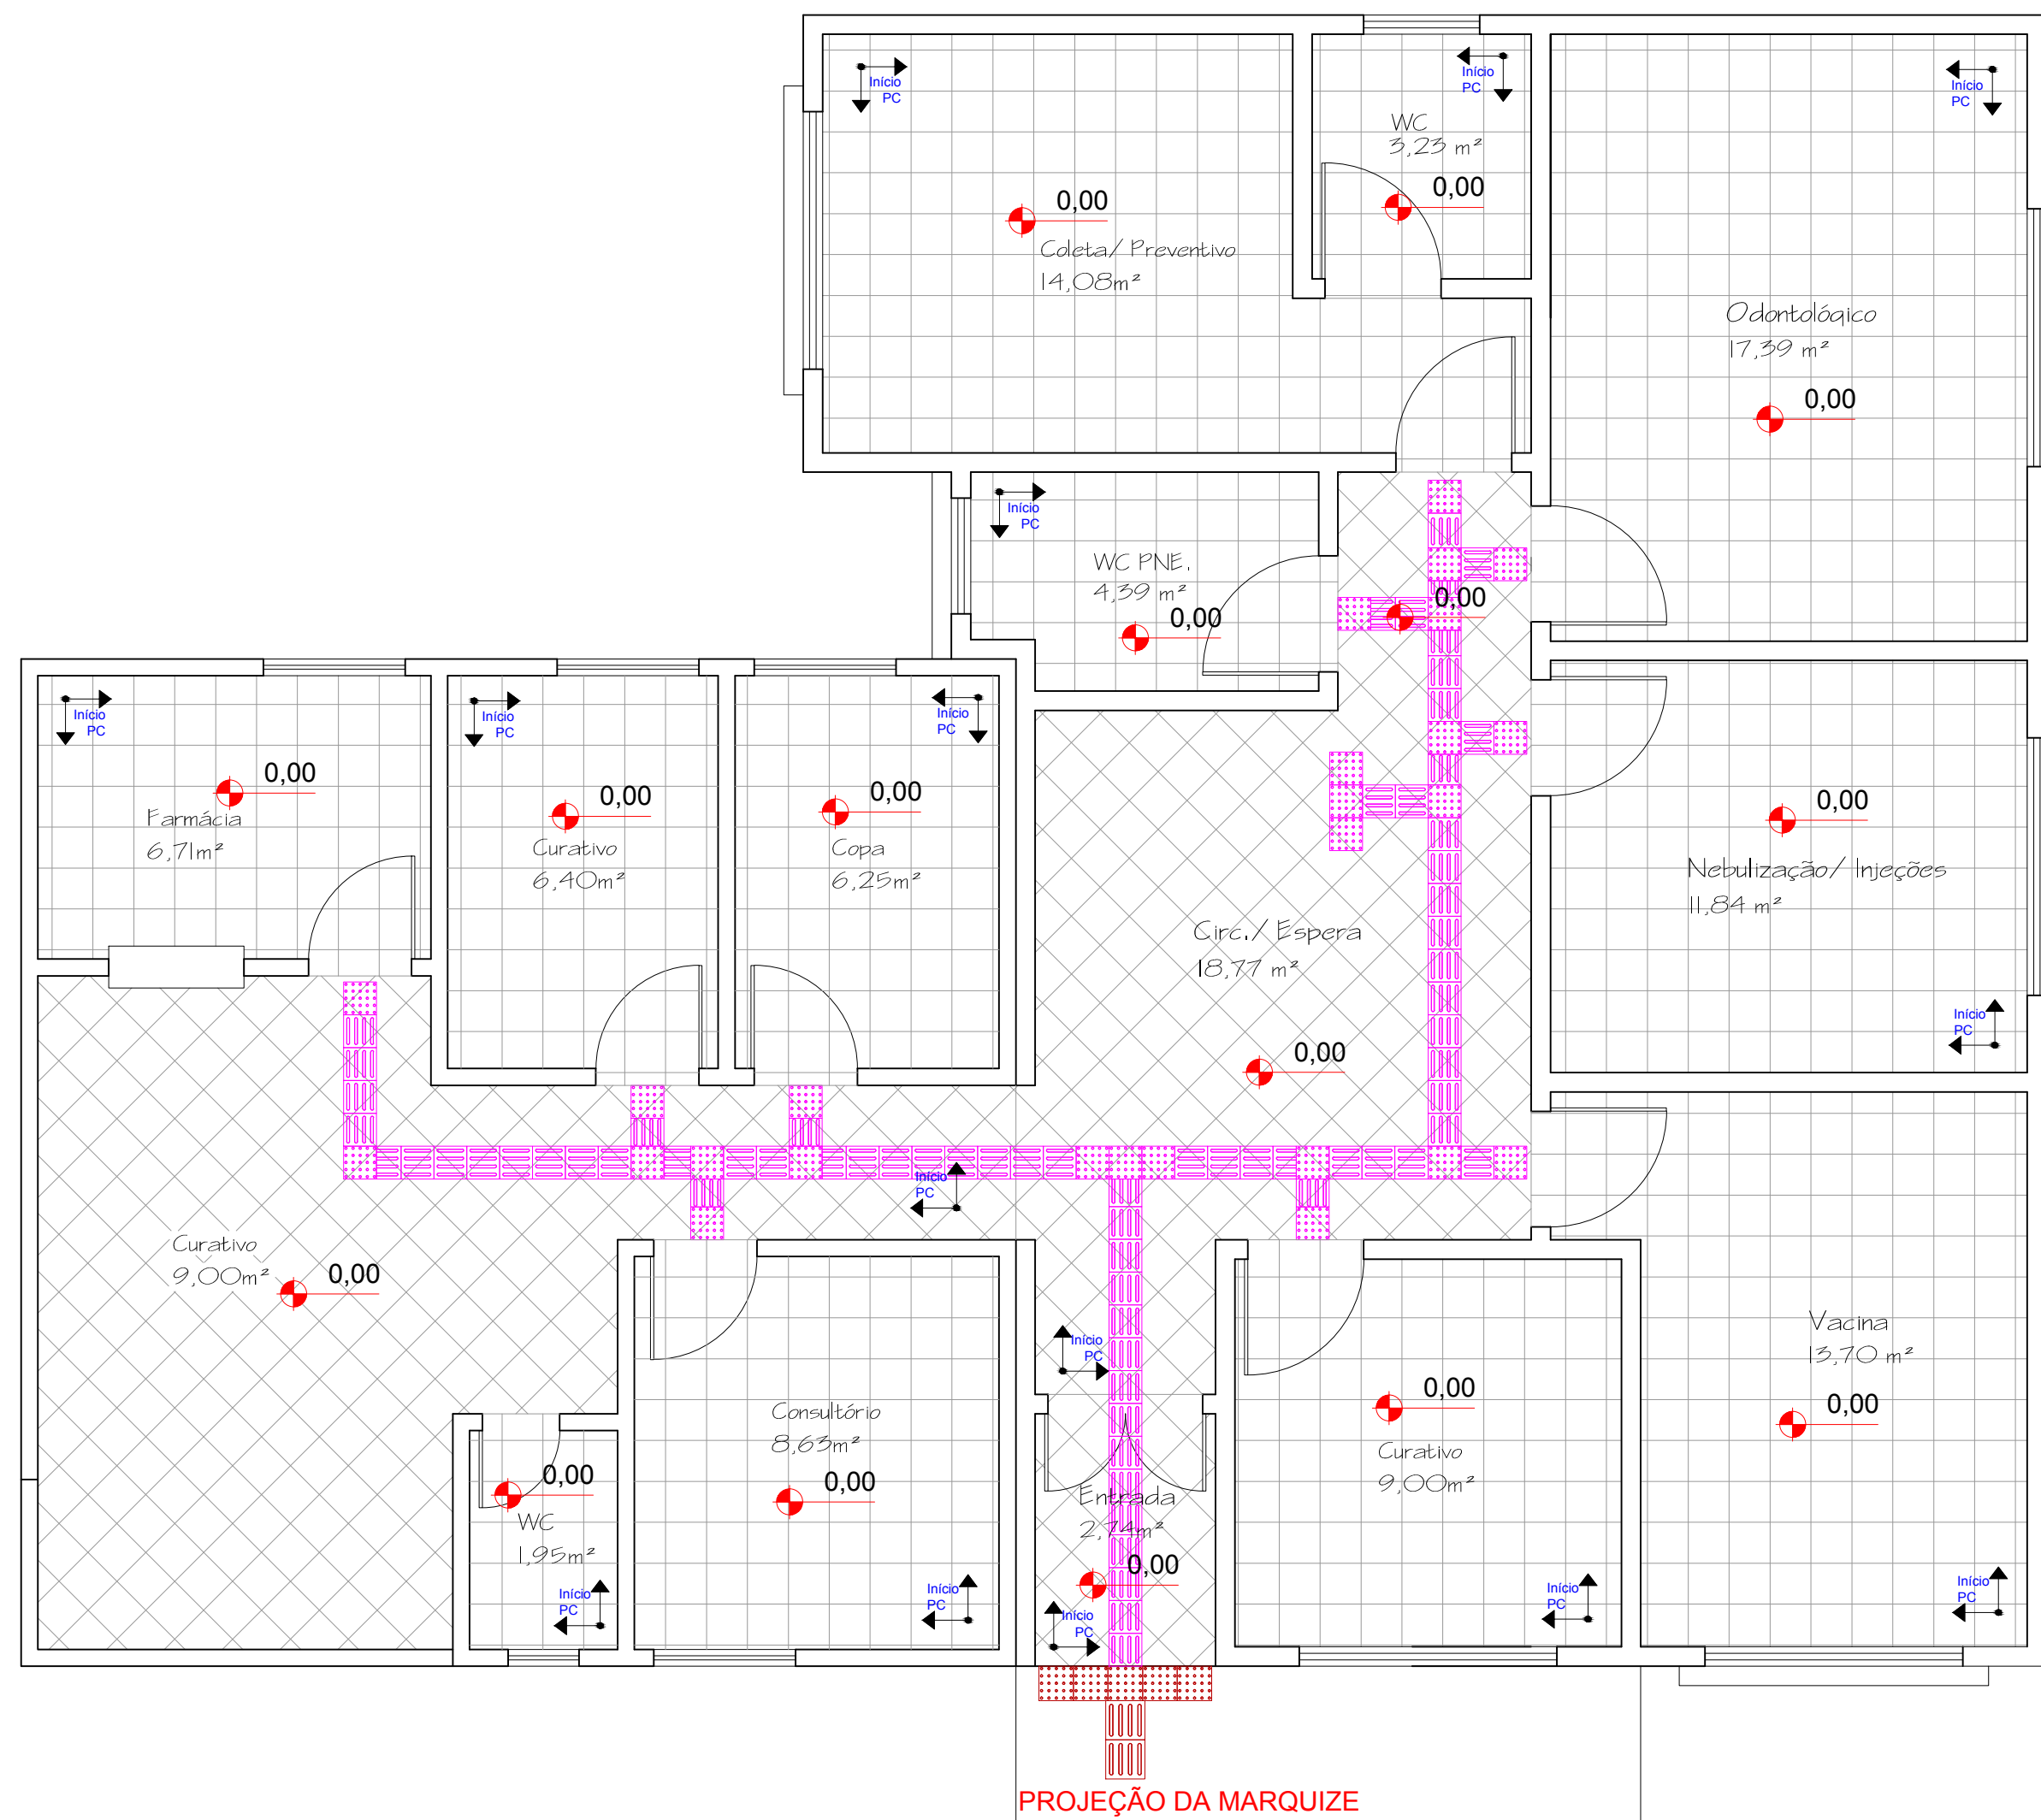 Início
PC
Início
PC
Início
PC
WC
3,23 m²
0,00
0,00
Coleta/ Preventivo
14,08m²
Odontológico
17,39 m²
0,00
Início
PC
WC PNE.
4,39 m²
0,00
0,00
Início
PC
Início
PC
Início
PC
0,00
Farmácia
6,71m²
0,00
Curativo
6,40m²
0,00
Copa
6,25m²
0,00
Nebulização/ Injeções
11,84 m²
Circ./ Espera
18,77 m²
0,00
Início
PC
Início
PC
Curativo
9,00m²
0,00
Início
PC
Vacina
13,70 m²
0,00
Consultório
8,63m²
0,00
0,00
Curativo
9,00m²
0,00
WC
1,95m²
Entrada
2,74m²
0,00
Início
PC
Início
PC
Início
PC
Início
PC
Início
PC
PROJEÇÃO DA MARQUIZE